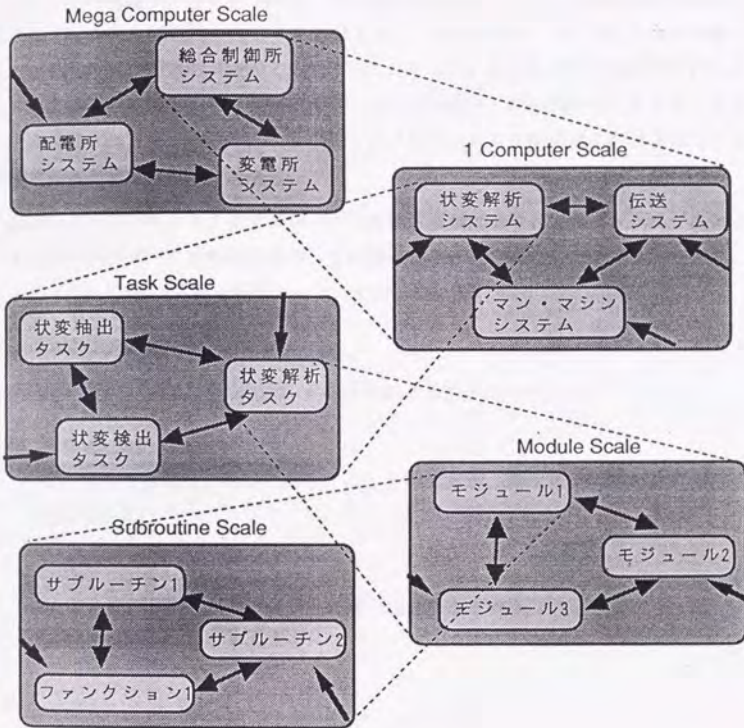 Mega Computer Scale
総合制御所
システム
配電所
システム
変電所
システム
1 Computer Scale
状変解析
システム
伝送
システム
マン・マシン
システム
Task Scale
状変抽出
タスク
状変解析
タスク
状変検出
タスク
Module Scale
モジュール1
モジュール2
モジュール3
Subroutine Scale
サブルーチン1
サブルーチン2
ファンクション1